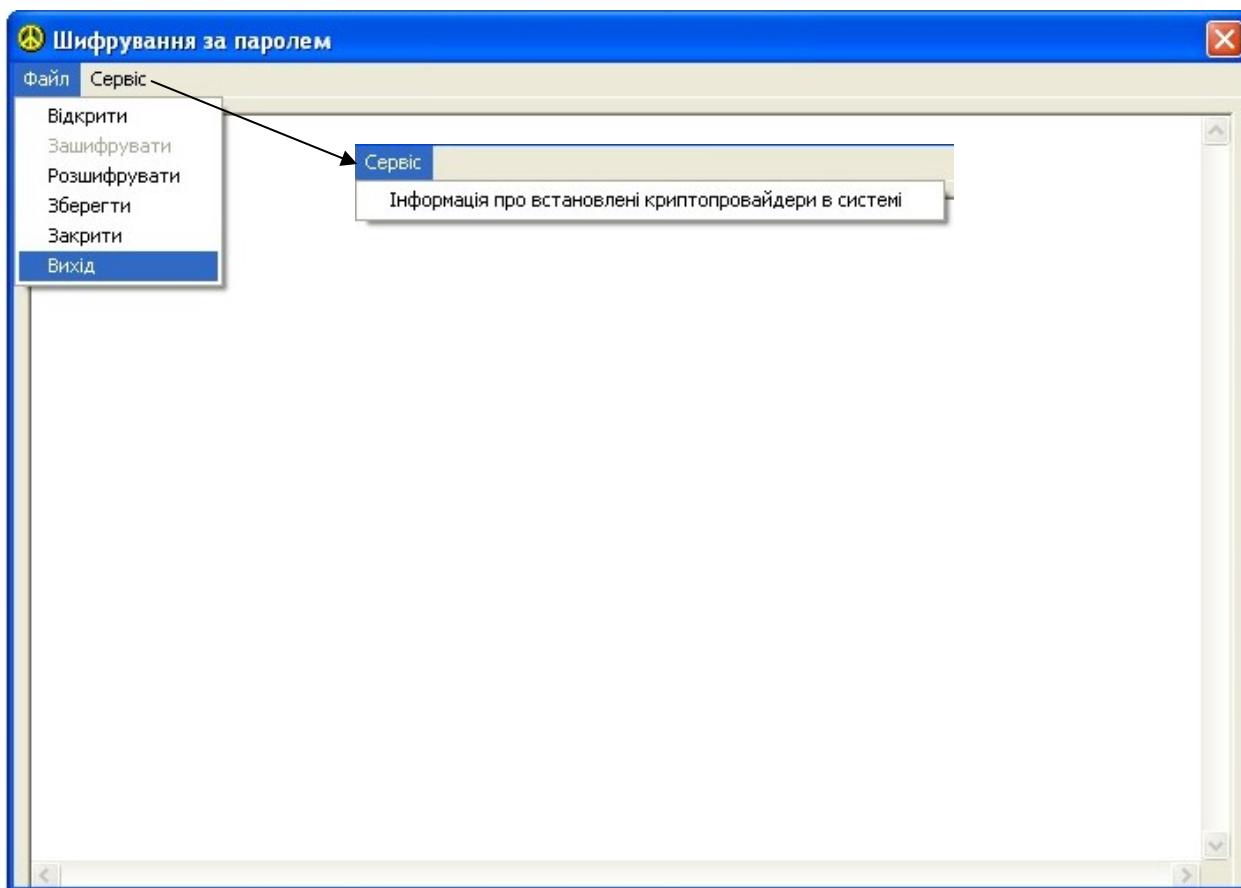 Шифрування за паролем
Файл Сервіс
Відкрити
Зашифрувати
Розшифрувати
Зберегти
Закрити
Вихід
Сервіс
Інформація про встановлені криптопровайдери в системі